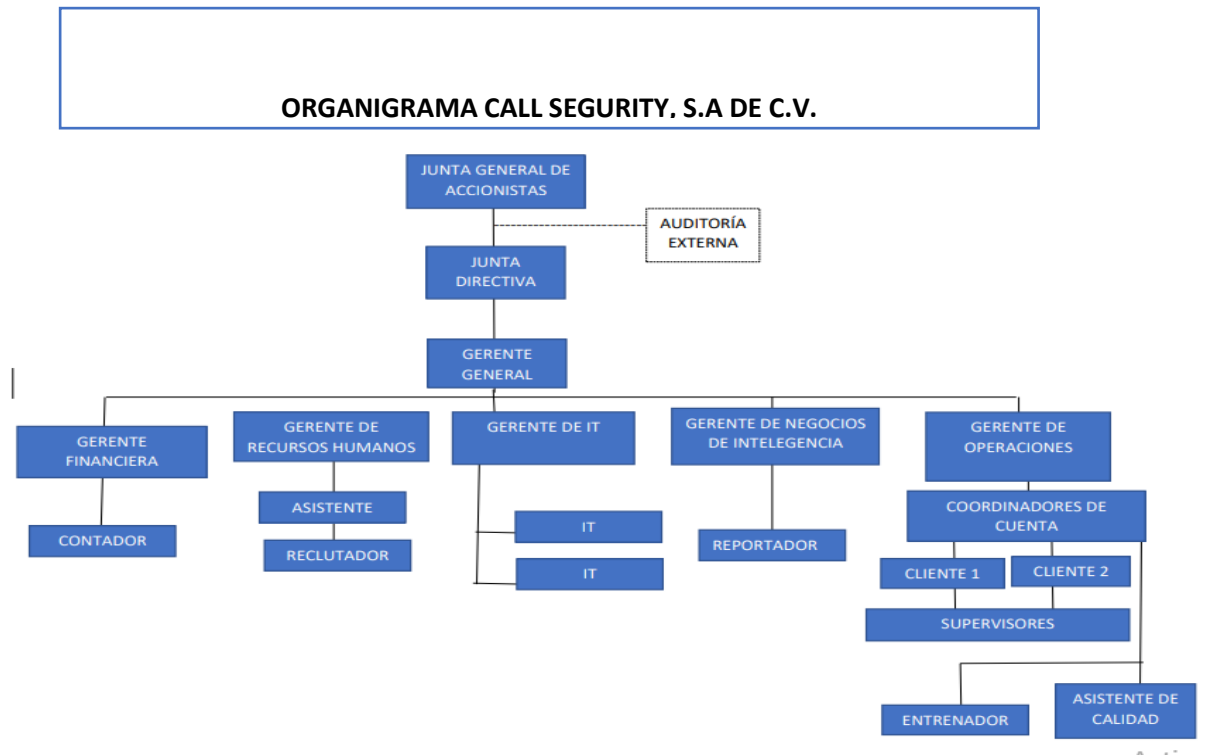 ORGANIGRAMA CALL SEGURITY, S.A DE C.V.
JUNTA GENERAL DE
ACCIONISTAS
AUDITORÍA
EXTERNA
JUNTA
DIRECTIVA
GERENTE
GENERAL
GERENTE
FINANCIERA
GERENTE DE
RECURSOS HUMANOS
GERENTE DE IT
GERENTE DE NEGOCIOS
DE INTELEGENCIA
GERENTE DE
OPERACIONES
CONTADOR
ASISTENTE
RECLUTADOR
IT
IT
REPORTADOR
COORDINADORES DE
CUENTA
CLIENTE 1
CLIENTE 2
SUPERVISORES
ENTRENADOR
ASISTENTE DE
CALIDAD